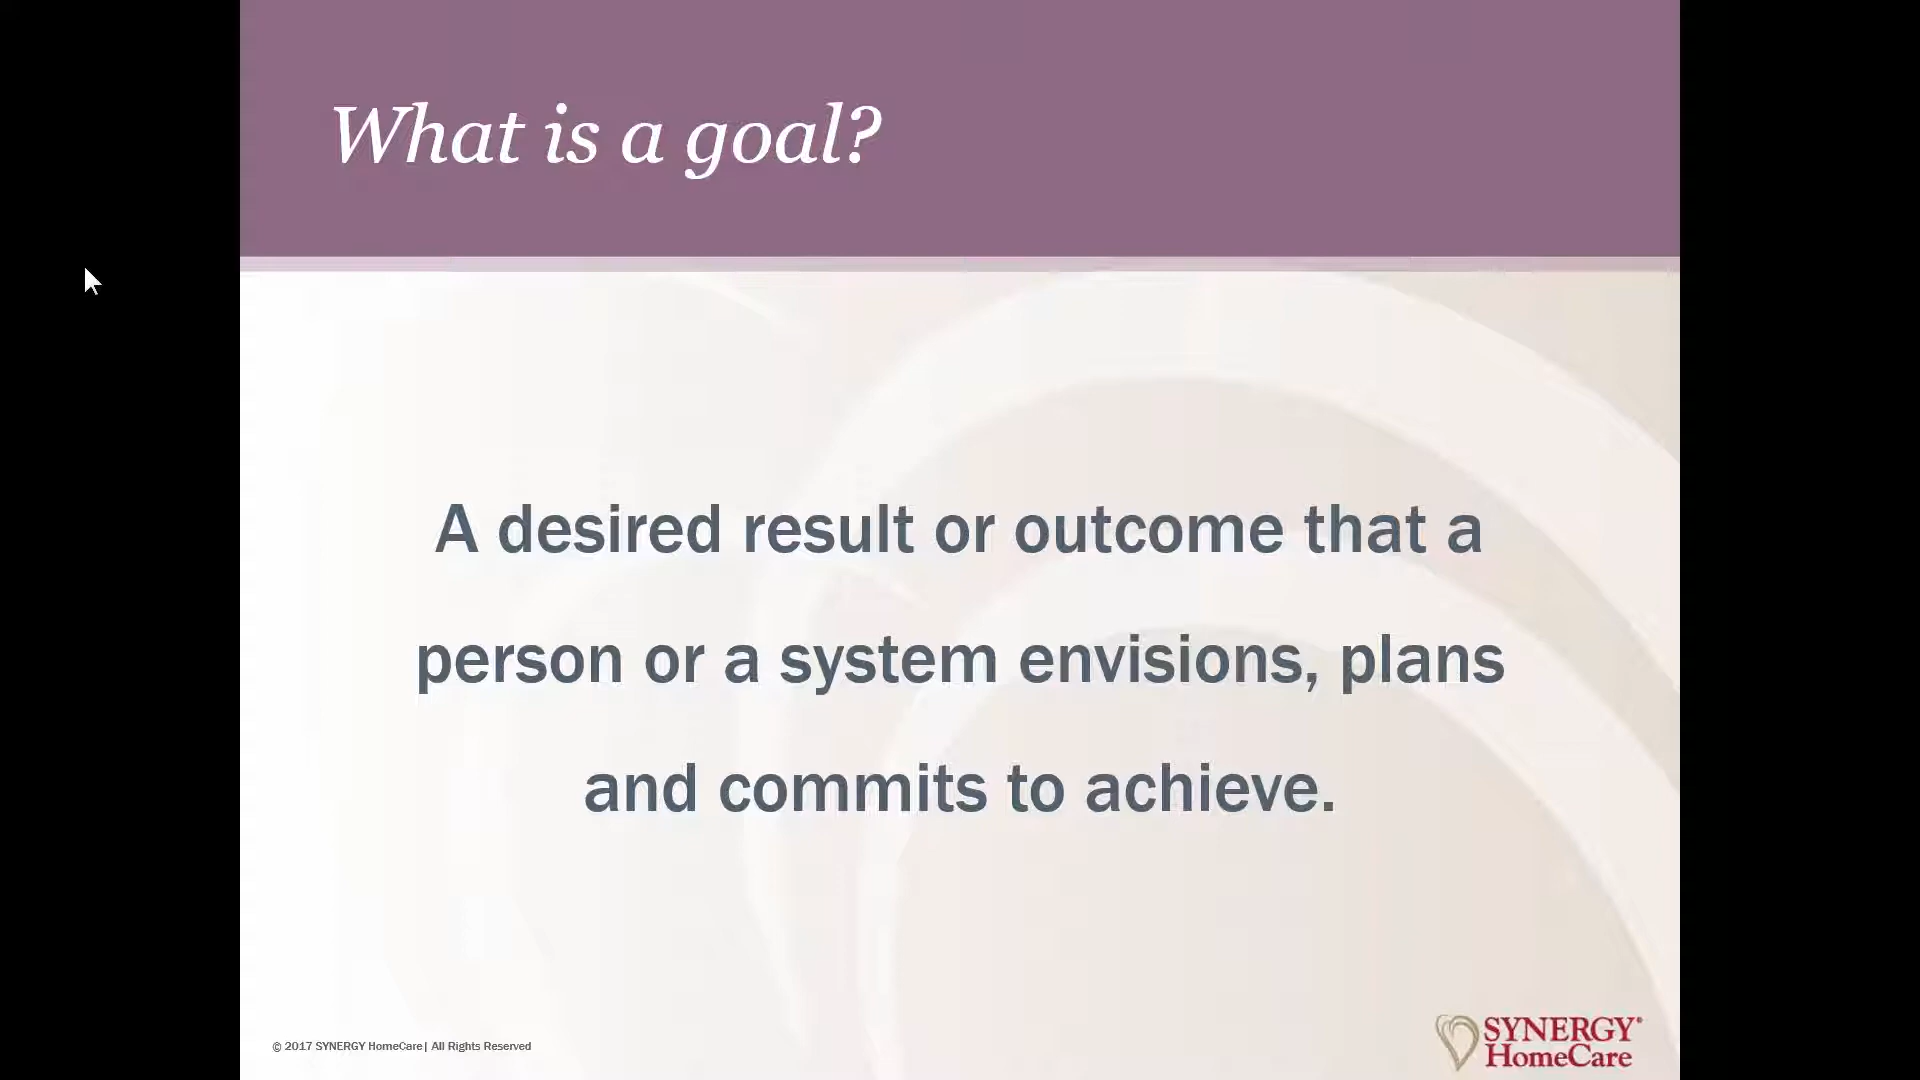 What is a goal?
A desired result or outcome that a
person or a system envisions, plans
and commits to achieve.
© 2017 SYNERGY HomeCare| All Rights Reserved
SYNERGY®
HomeCare